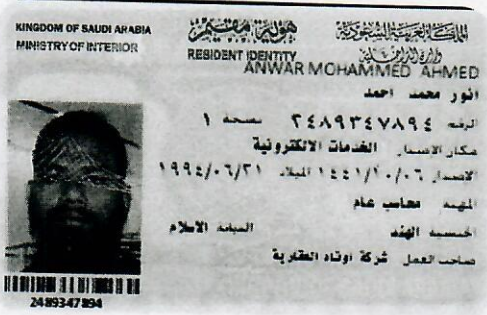 KINGDOM OF SAUDI ARABIA
MINISTRY OF INTERIOR
هوية مقيم
RESIDENT IDENTITY
المملكة العربية السعودية
وزارة الداخلية
ANWAR MOHAMMED AHMED
انور محمد احمد
الرقم ٢٤٨٩٣٤٧٨٩٤ نسخة ١
مكان الاصدار الخدمات الالكترونية
الاصدار ١٤٤١/١٠/٠٦ الميلاد ١٩٩٤/٠٦/٢١
المهنة محاسب عام
الجنسية الهند الديانة الاسلام
صاحب العمل شركة اوتاد العقارية
2489347894